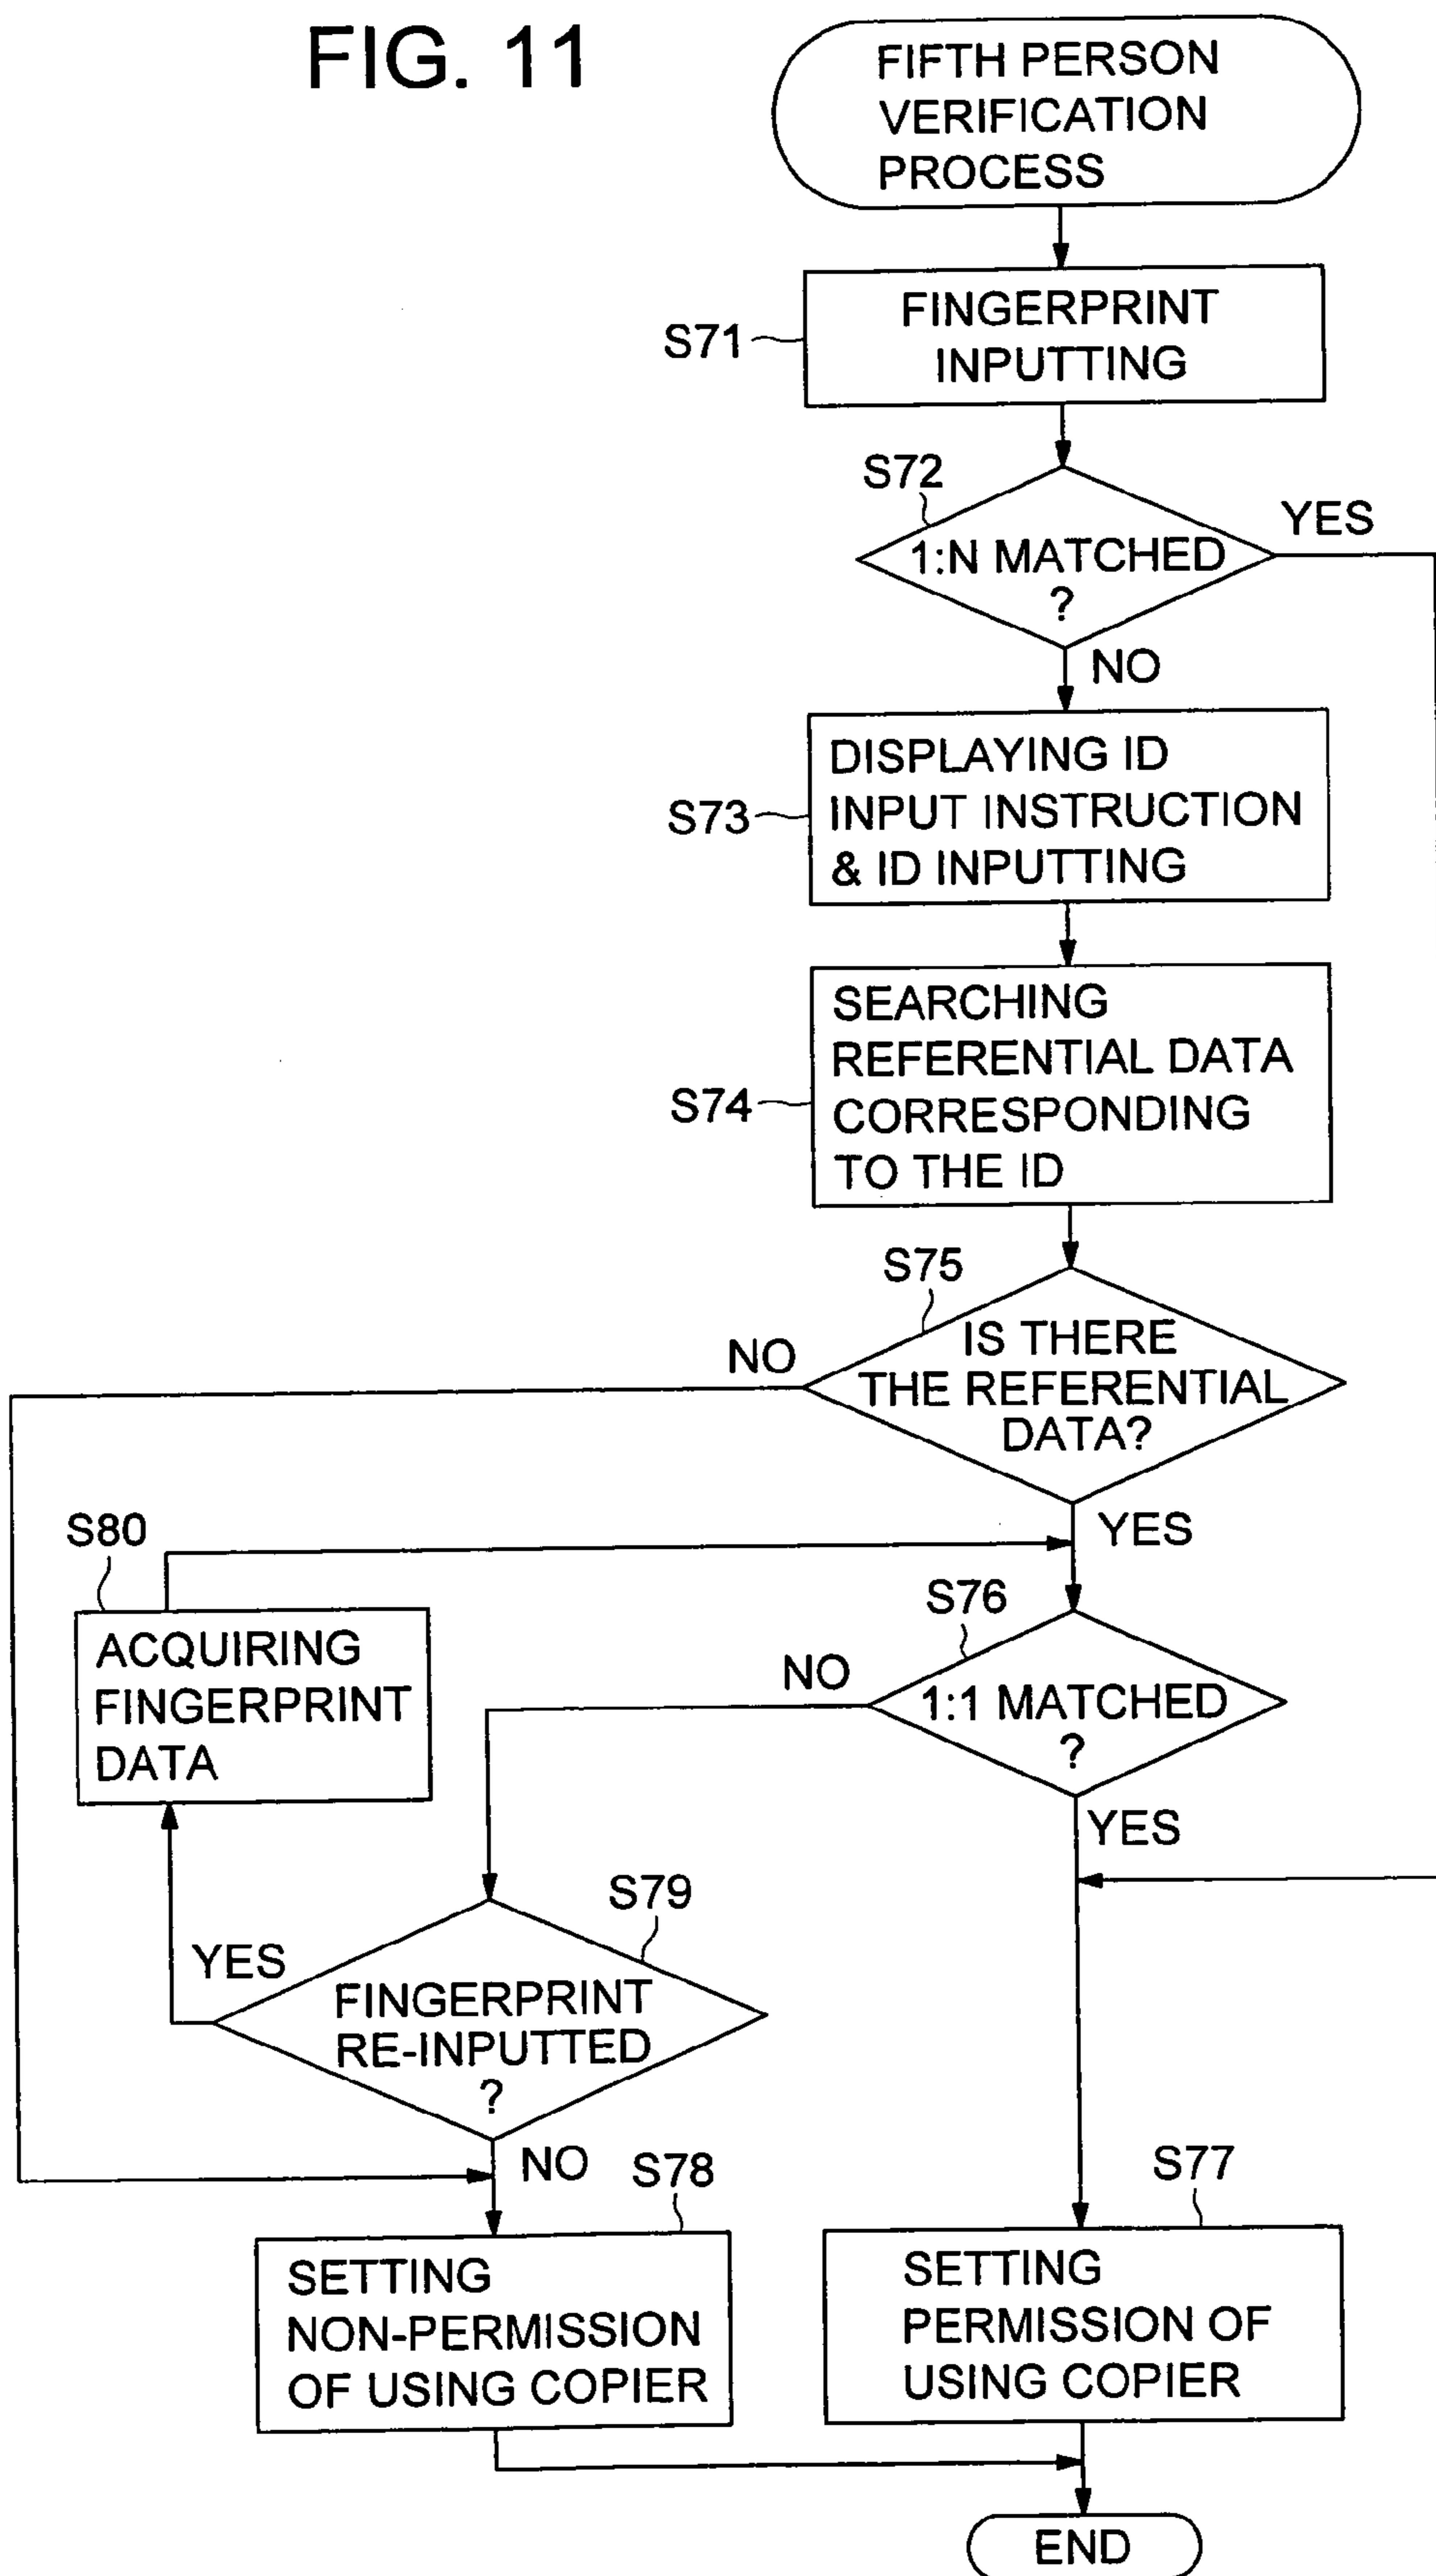 FIG. 11
FIFTH PERSON
VERIFICATION
PROCESS
S71
FINGERPRINT
INPUTTING
S72
1:N MATCHED
?
YES
NO
S73
DISPLAYING ID
INPUT INSTRUCTION
& ID INPUTTING
S74
SEARCHING
REFERENTIAL DATA
CORRESPONDING
TO THE ID
S75
IS THERE
THE REFERENTIAL
DATA?
NO
YES
S80
ACQUIRING
FINGERPRINT
DATA
S76
1:1 MATCHED
?
NO
YES
S79
FINGERPRINT
RE-INPUTTED
?
YES
NO
S78
SETTING
NON-PERMISSION
OF USING COPIER
S77
SETTING
PERMISSION OF
USING COPIER
END